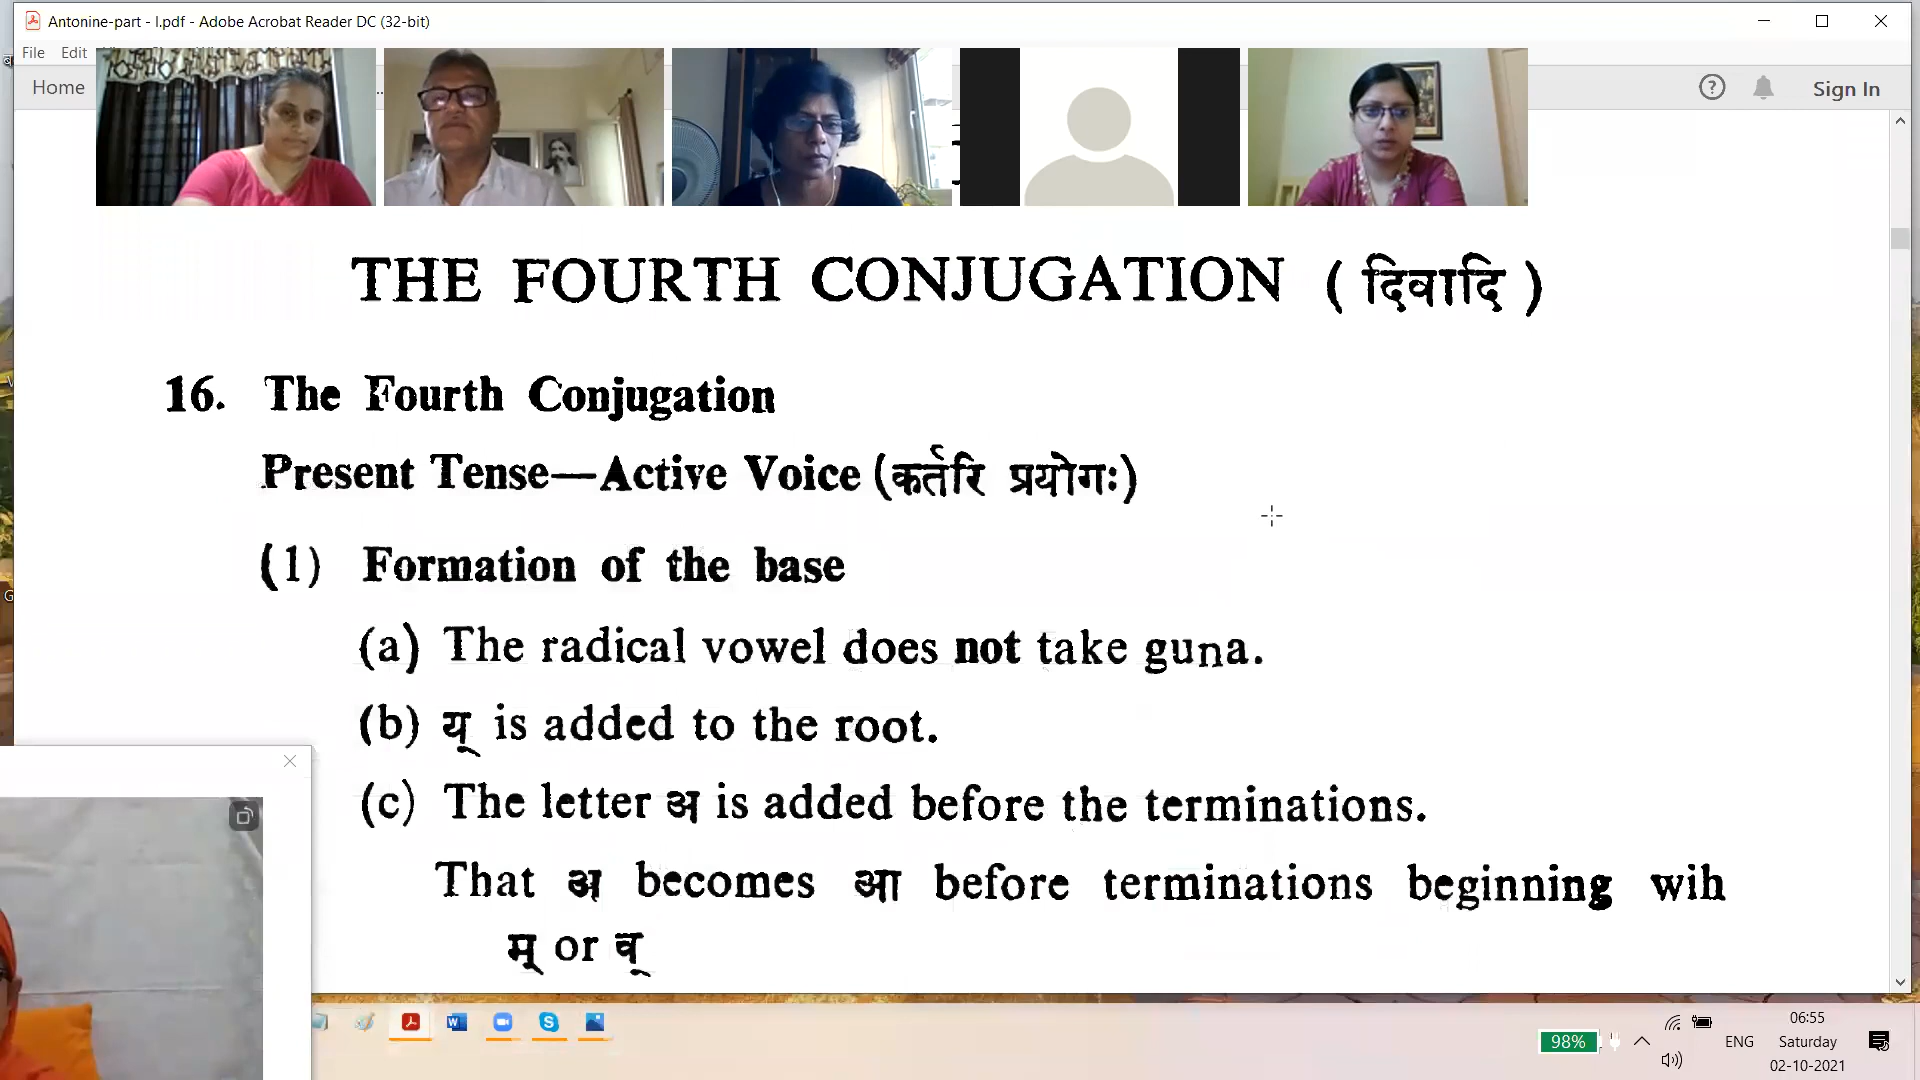 Antonine-part - I.pdf - Adobe Acrobat Reader DC (32-bit)
File Edit
Home
Sign In
THE FOURTH CONJUGATION ( दिवादि )
16. The Fourth Conjugation
Present Tense—Active Voice (कर्तरि प्रयोगः)
(1) Formation of the base
(a) The radical vowel does not take guna.
(b) य् is added to the root.
(c) The letter अ is added before the terminations.
That अ becomes आ before terminations beginning wih
म् or व्
98%
ENG
06:55
Saturday
02-10-2021